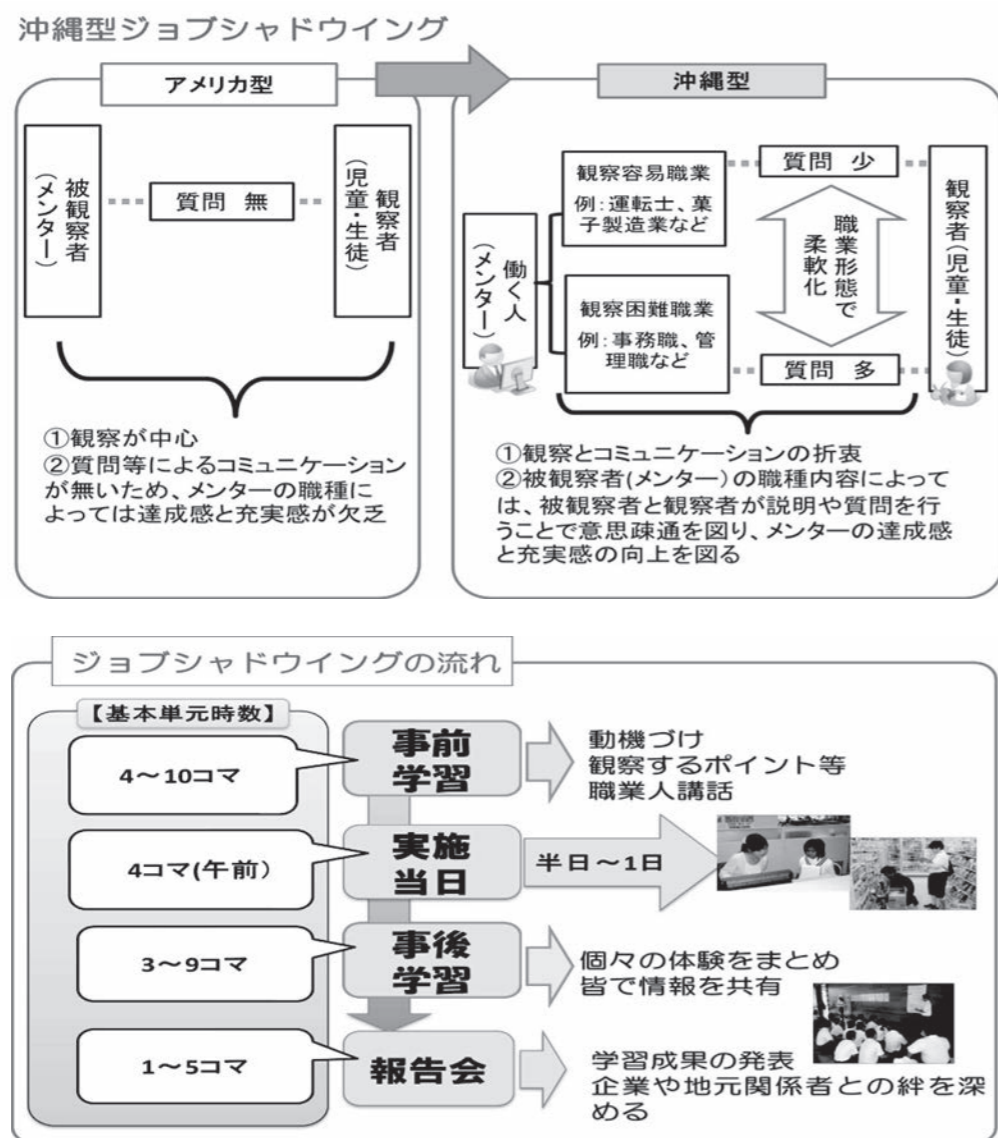 沖縄型ジョブシャドウイング
アメリカ型
沖縄型
被観察者
(メンター)
質問 無
観察者
(児童・生徒)
①観察が中心
②質問等によるコミュニケーション
が無いため、メンターの職種に
よっては達成感と充実感が欠乏
働く人
(メンター)
観察容易職業
例:運転士、菓
子製造業など
観察困難職業
例:事務職、管
理職など
質問 少
職業形態で
柔軟化
質問 多
観察者(児童・生徒)
①観察とコミュニケーションの折衷
②被観察者(メンター)の職種内容によって
は、被観察者と観察者が説明や質問を行
うことで意思疎通を図り、メンターの達成感
と充実感の向上を図る
ジョブシャドウイングの流れ
【基本単元時数】
4～10コマ
事前
学習
動機づけ
観察するポイント等
職業人講話
4コマ(午前)
実施
当日
半日～1日
3～9コマ
事後
学習
個々の体験をまとめ
皆で情報を共有
1～5コマ
報告会
学習成果の発表
企業や地元関係者との絆を深
める